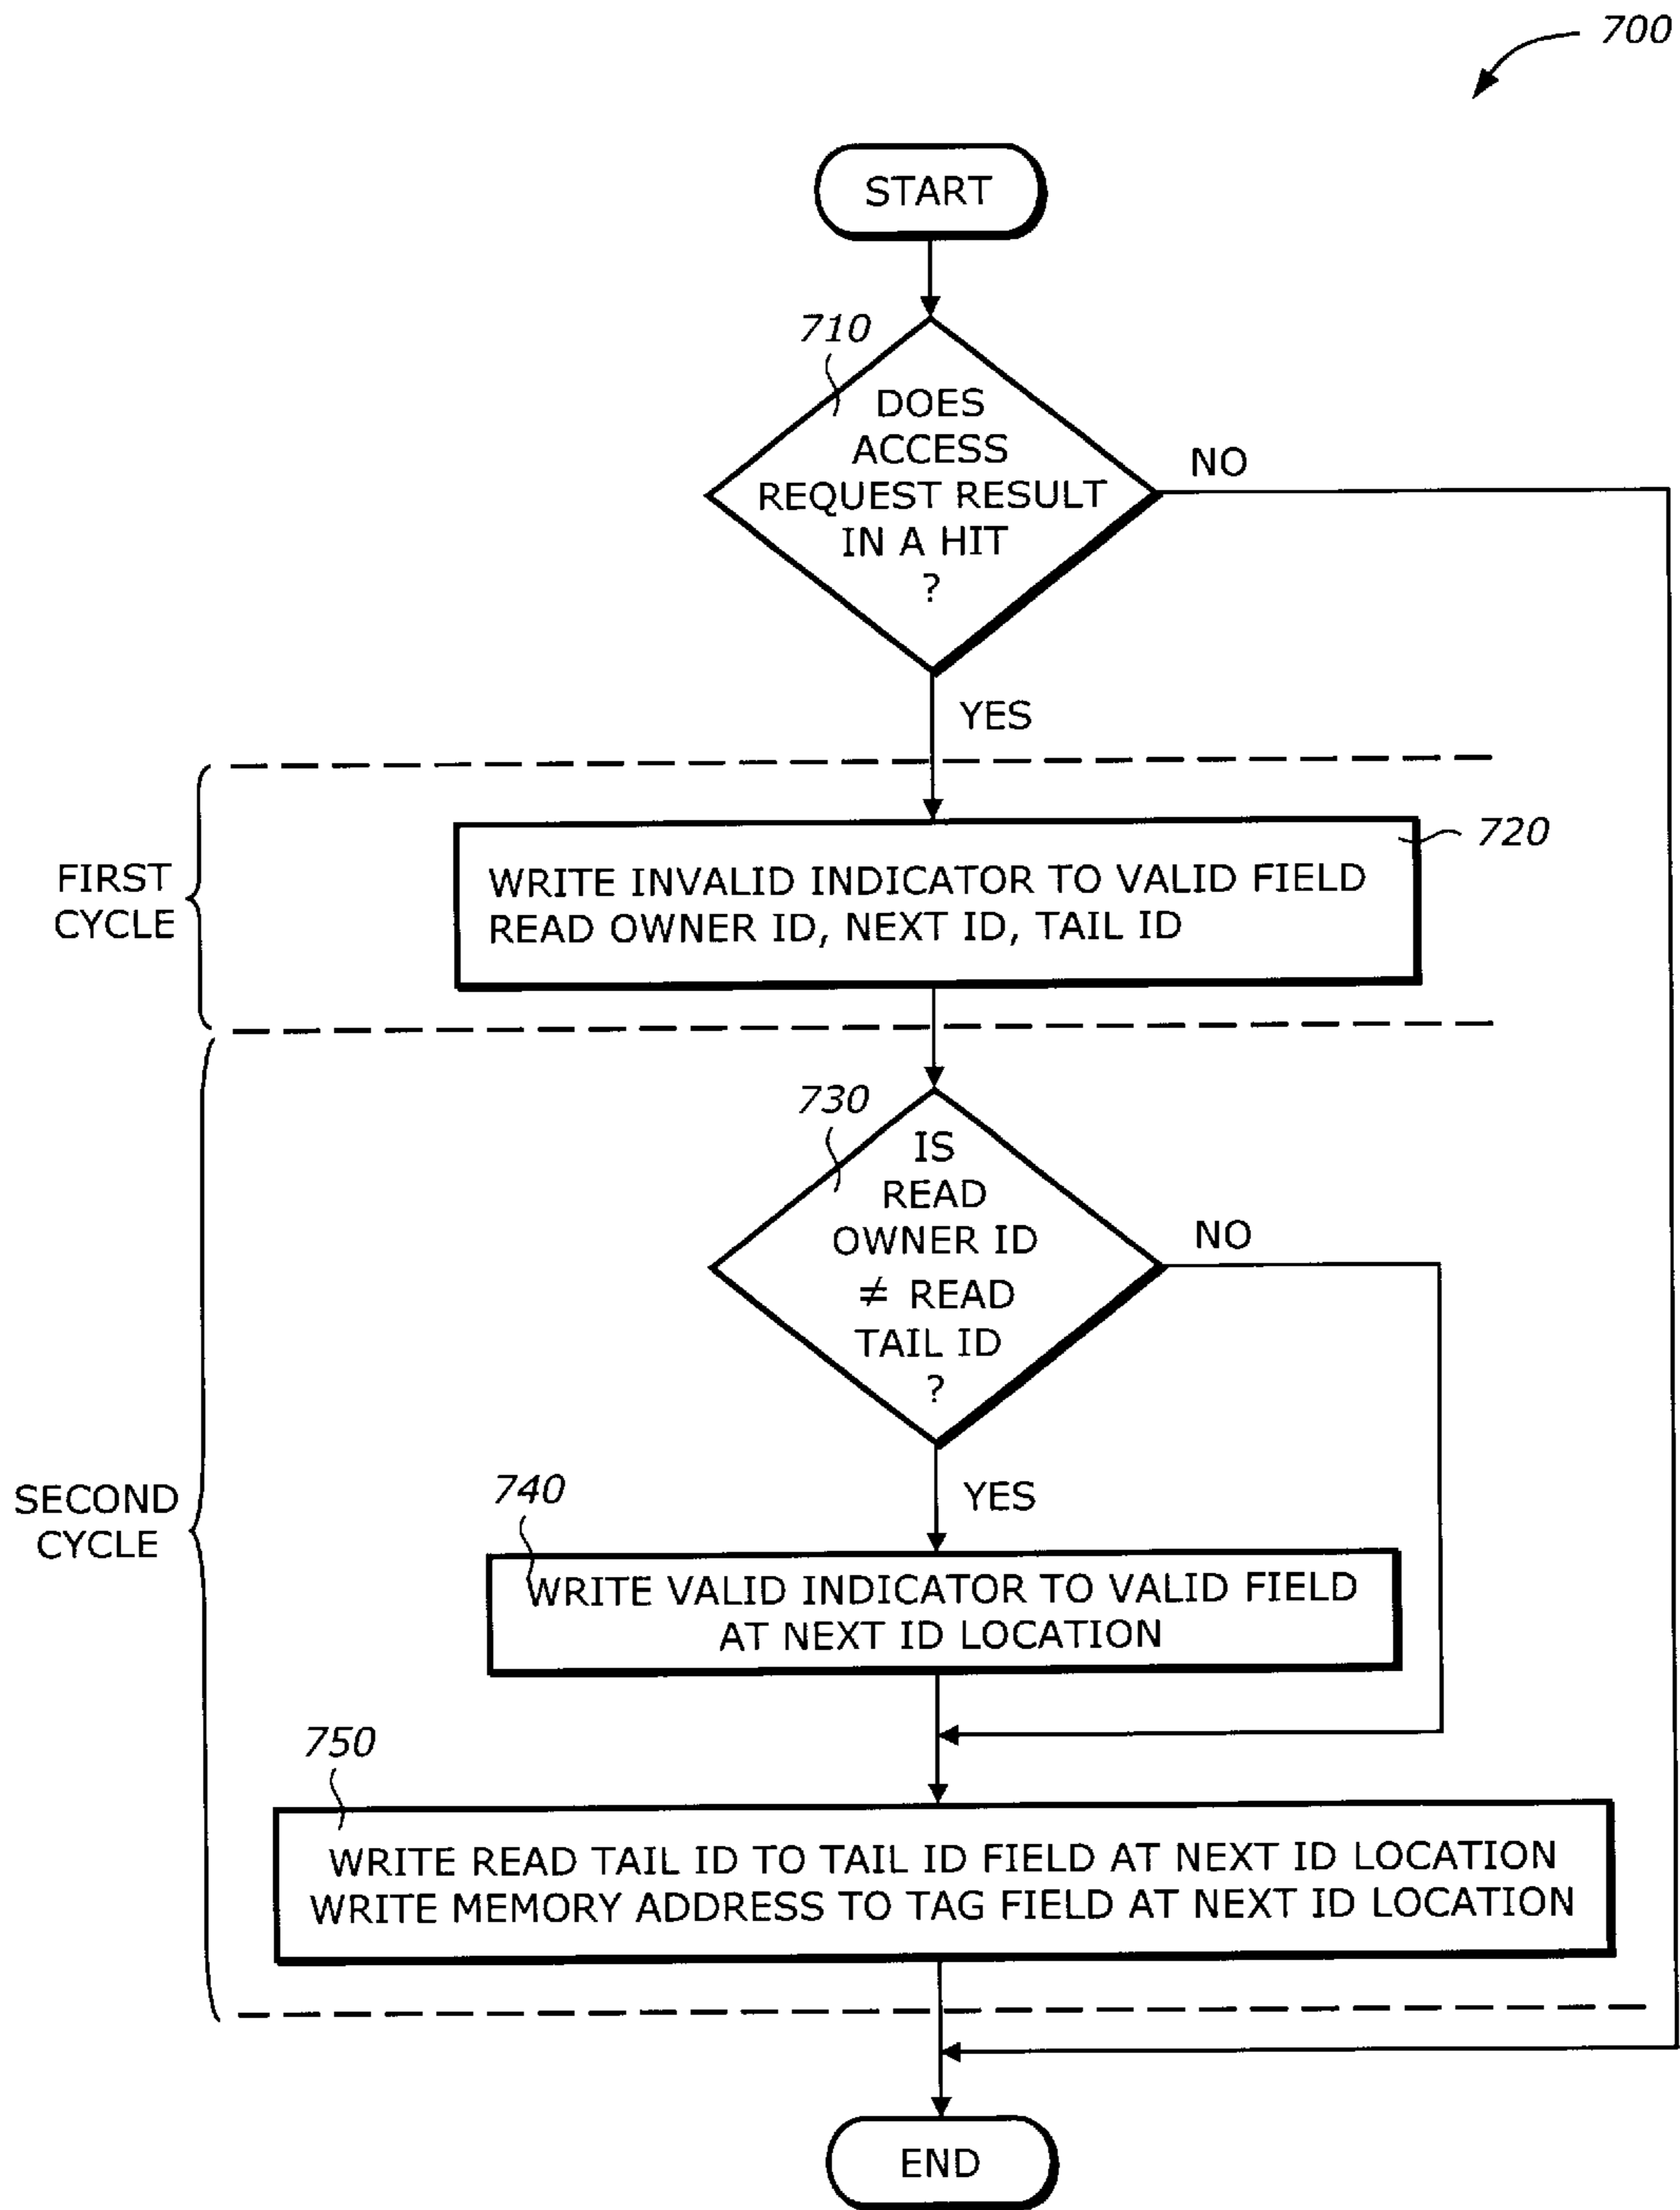 700
START
710
DOES
ACCESS
REQUEST RESULT
IN A HIT
?
NO
YES
FIRST
CYCLE
720
WRITE INVALID INDICATOR TO VALID FIELD
READ OWNER ID, NEXT ID, TAIL ID
730
IS
READ
OWNER ID
≠ READ
TAIL ID
?
NO
YES
SECOND
CYCLE
740
WRITE VALID INDICATOR TO VALID FIELD
AT NEXT ID LOCATION
750
WRITE READ TAIL ID TO TAIL ID FIELD AT NEXT ID LOCATION
WRITE MEMORY ADDRESS TO TAG FIELD AT NEXT ID LOCATION
END